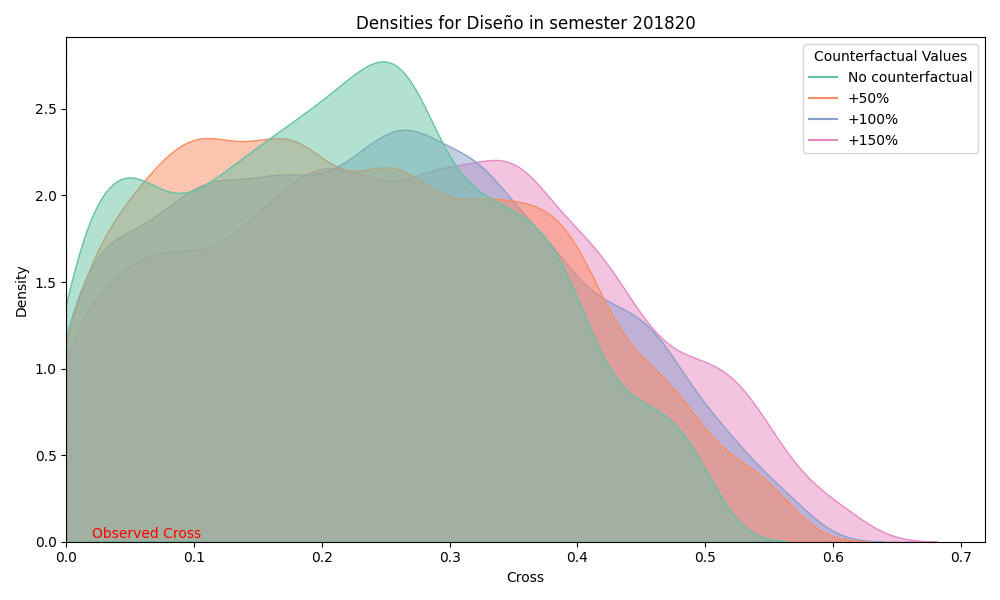 Densities for Diseño in semester 201820
Counterfactual Values
No counterfactual
+50%
+100%
+150%
Density
2.5
2.0
1.5
1.0
0.5
0.0
Observed Cross
0.0 0.1 0.2 0.3 0.4 0.5 0.6 0.7
Cross